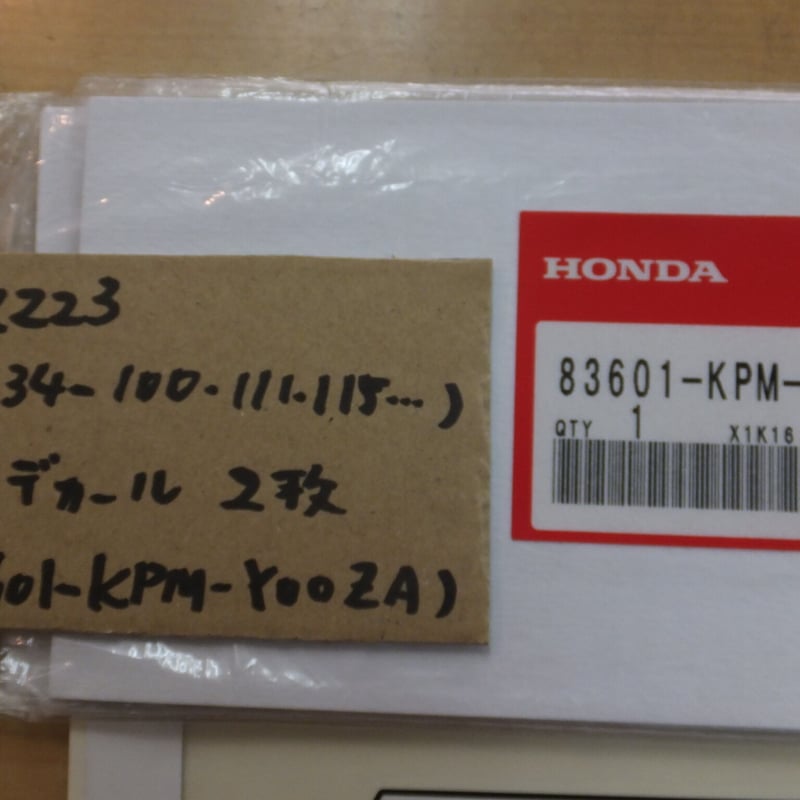 223
34-100.111.115…)
デカール 2枚
601-KPM-Y00ZA)
HONDA
83601-KPM-
QTY 1 X1K16